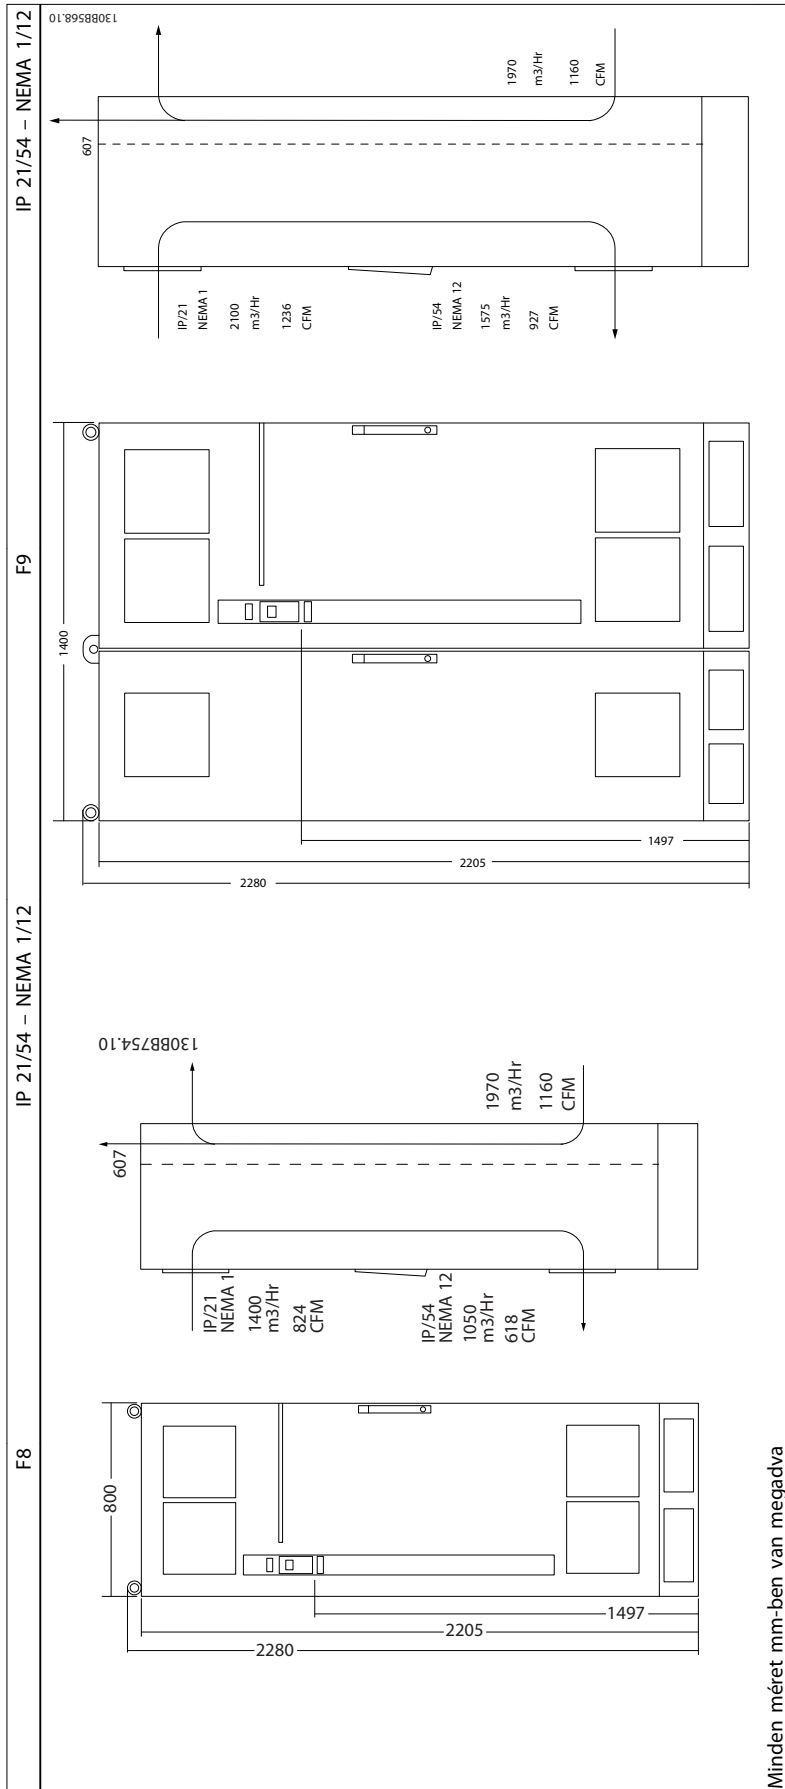 F8
IP 21/54 – NEMA 1/12
F9
IP 21/54 – NEMA 1/12
800
2280
2205
1497
IP/21
NEMA 1
1400
m3/Hr
824
CFM
IP/54
NEMA 12
1050
m3/Hr
618
CFM
607
1970
m3/Hr
1160
CFM
130BB754.10
1400
2280
2205
1497
IP/21
NEMA 1
2100
m3/Hr
1236
CFM
IP/54
NEMA 12
1575
m3/Hr
927
CFM
607
1970
m3/Hr
1160
CFM
130BB568.10
Minden méret mm-ben van megadva